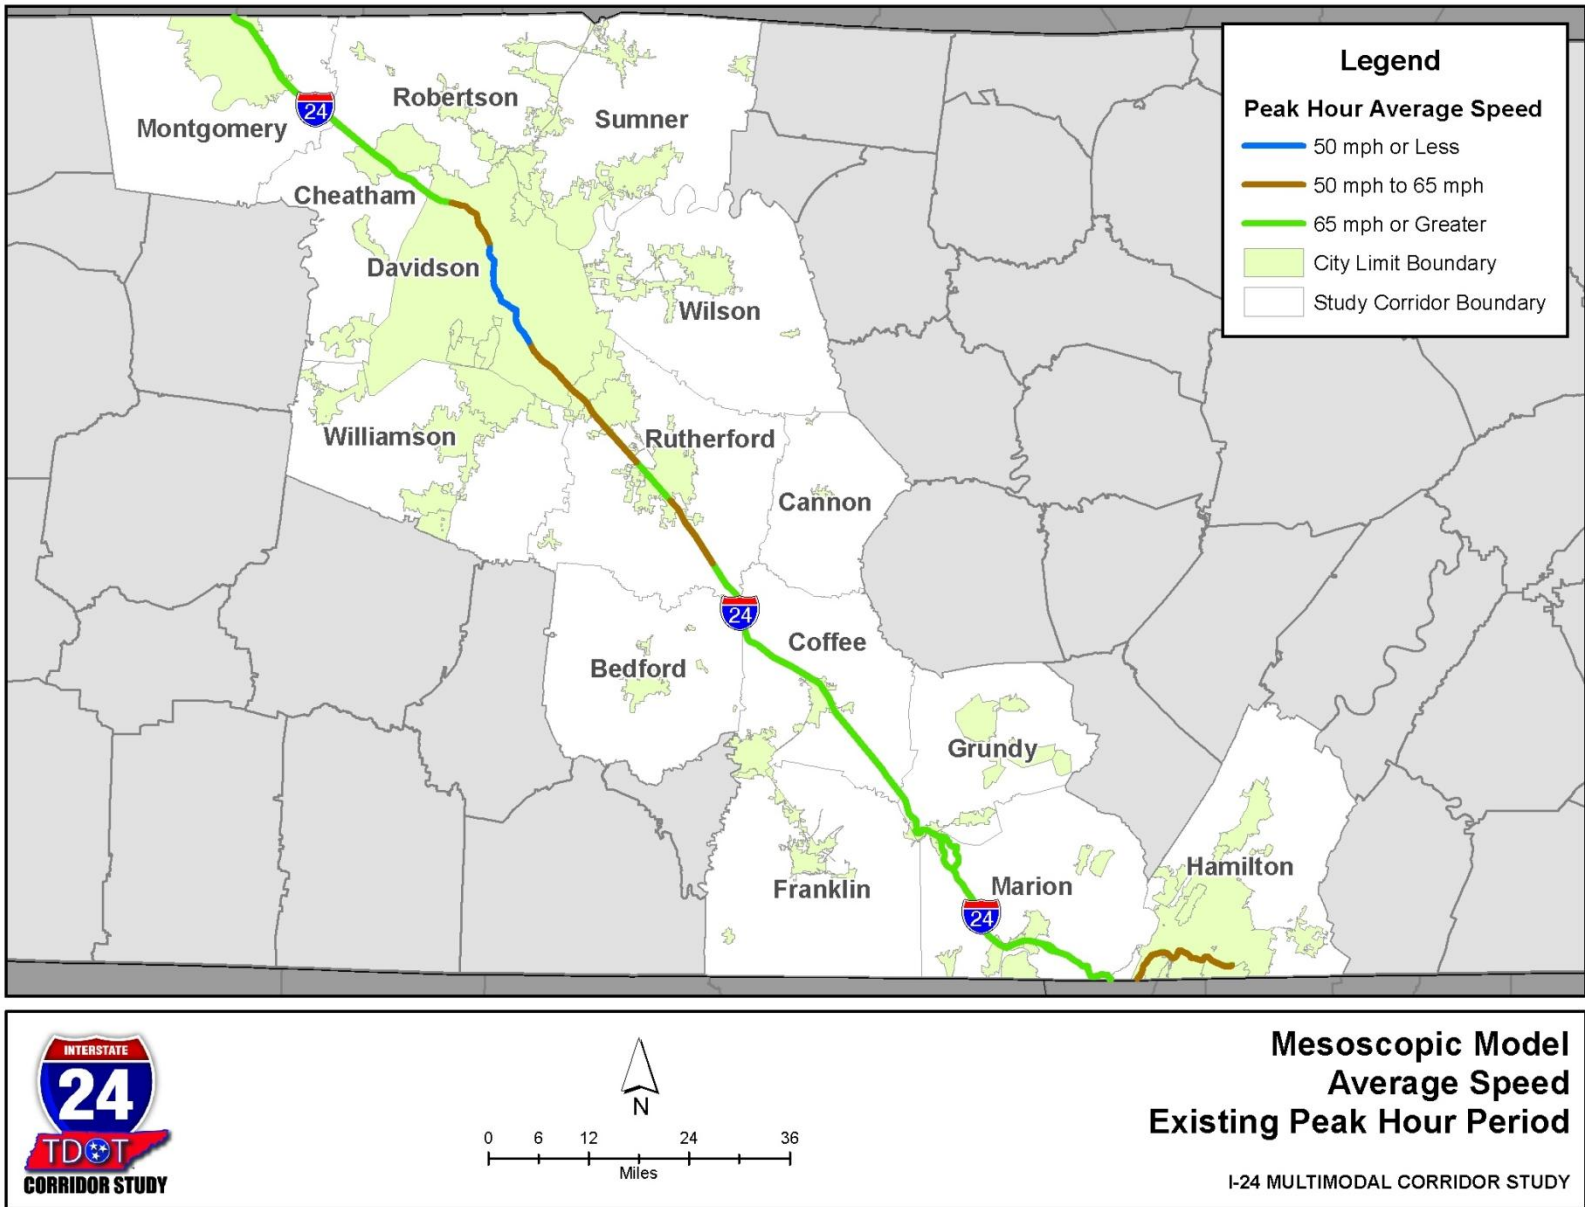 Legend
Peak Hour Average Speed
50 mph or Less
50 mph to 65 mph
65 mph or Greater
City Limit Boundary
Study Corridor Boundary
24
Robertson
Montgomery
Sumner
Cheatham
Davidson
Wilson
Williamson
Rutherford
Cannon
24
Coffee
Bedford
Grundy
Hamilton
Franklin
Marion
24
INTERSTATE
24
TDOT
CORRIDOR STUDY
N
0 6 12 24 36
Miles
Mesoscopic Model
Average Speed
Existing Peak Hour Period
I-24 MULTIMODAL CORRIDOR STUDY